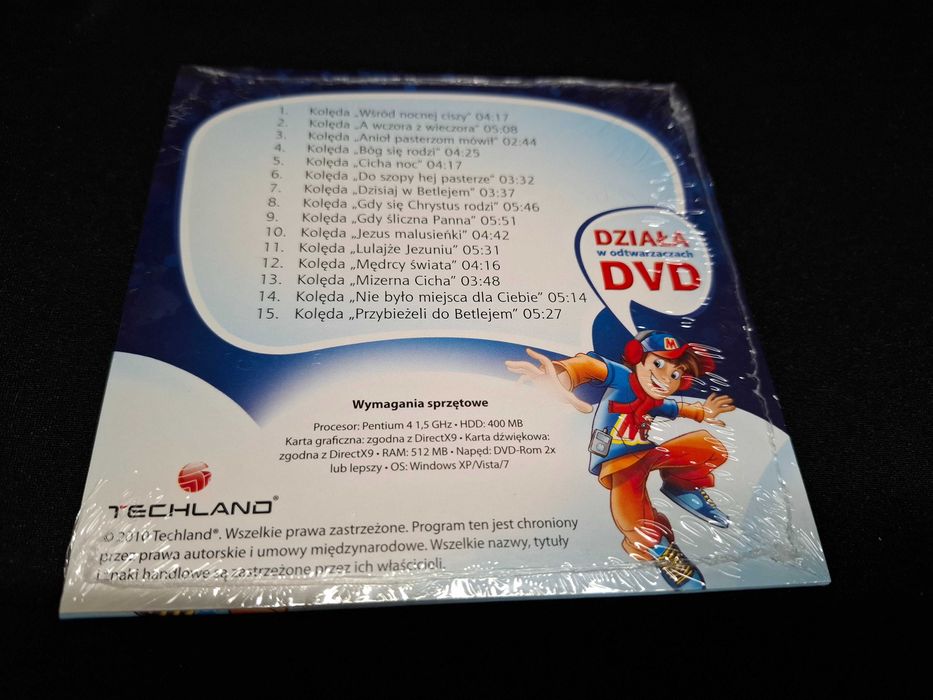 1. Kolęda „Wśród nocnej ciszy” 04:17
2. Kolęda „A wczora z wieczora” 05:08
3. Kolęda „Anioł pasterzom mówił” 02:44
4. Kolęda „Bóg się rodzi” 04:25
5. Kolęda „Cicha noc” 04:17
6. Kolęda „Do szopy hej pasterze” 03:32
7. Kolęda „Dzisiaj w Betlejem” 03:37
8. Kolęda „Gdy się Chrystus rodzi” 05:46
9. Kolęda „Gdy śliczna Panna” 05:51
10. Kolęda „Jezus malusieńki” 04:42
11. Kolęda „Lulajże Jezuniu” 05:31
12. Kolęda „Mędrcy świata” 04:16
13. Kolęda „Mizerna Cicha” 03:48
14. Kolęda „Nie było miejsca dla Ciebie” 05:14
15. Kolęda „Przybieżeli do Betlejem” 05:27
DZIAŁA
w odtwarzaczach
DVD
M
M
Wymagania sprzętowe
Procesor: Pentium 4 1,5 GHz • HDD: 400 MB
Karta graficzna: zgodna z DirectX9 • Karta dźwiękowa:
zgodna z DirectX9 • RAM: 512 MB • Napęd: DVD-Rom 2x
lub lepszy • OS: Windows XP/Vista/7
TECHLAND®
© 2010 Techland®. Wszelkie prawa zastrzeżone. Program ten jest chroniony
przez prawa autorskie i umowy międzynarodowe. Wszelkie nazwy, tytuły
i znaki handlowe są zastrzeżone przez ich właścicieli.